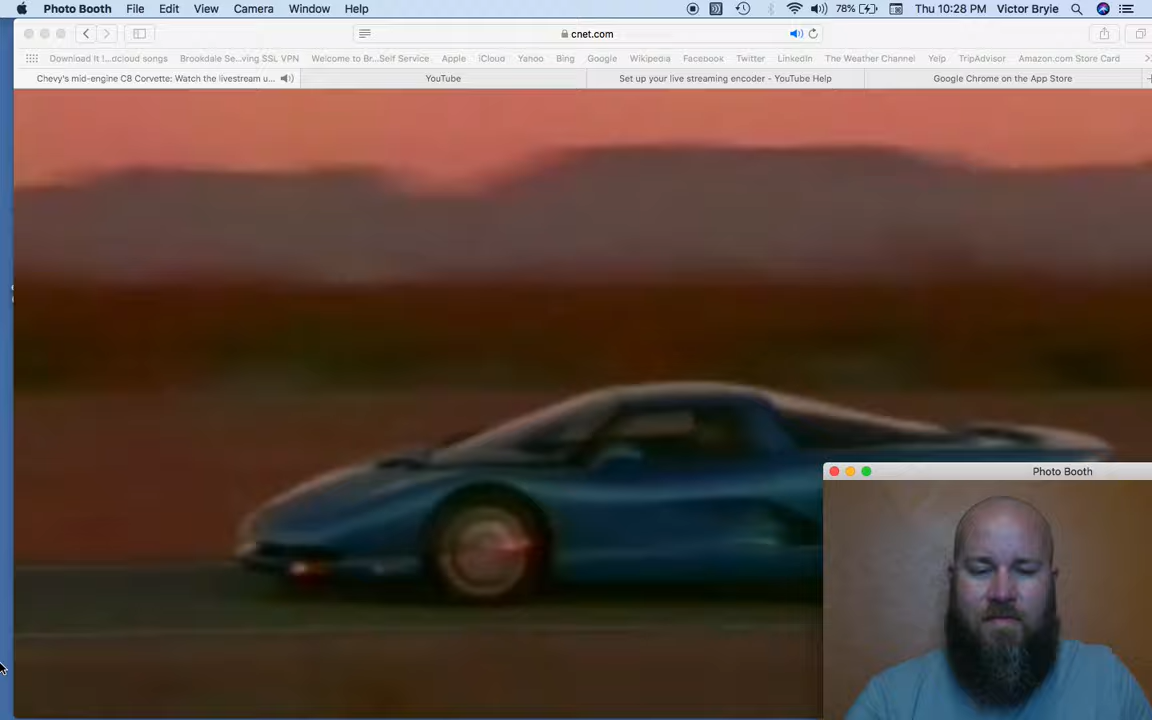 Photo Booth File Edit View Camera Window Help 78% Thu 10:28 PM Victor Bryie
cnet.com
Download It !...dcloud songs Brookdale Se...ving SSL VPN Welcome to Br...Self Service Apple iCloud Yahoo Bing Google Wikipedia Facebook Twitter LinkedIn The Weather Channel Yelp TripAdvisor Amazon.com Store Card
Chevy's mid-engine C8 Corvette: Watch the livestream u... YouTube Set up your live streaming encoder - YouTube Help Google Chrome on the App Store
Photo Booth